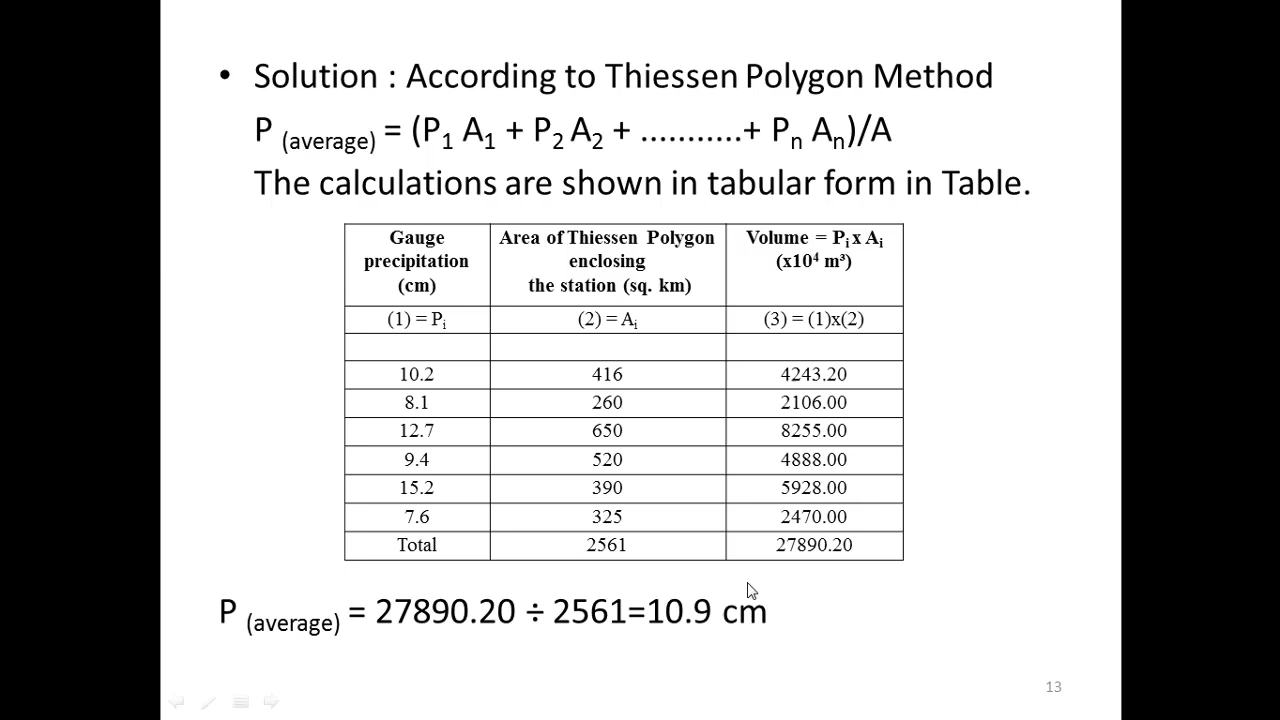 • Solution : According to Thiessen Polygon Method
P (average) = (P1 A1 + P2 A2 + ...........+ Pn An)/A
The calculations are shown in tabular form in Table.
Gauge precipitation (cm) Area of Thiessen Polygon enclosing the station (sq. km) Volume = Pi x Ai (x10⁴ m³)
(1) = Pi (2) = Ai (3) = (1)x(2)
10.2 416 4243.20
8.1 260 2106.00
12.7 650 8255.00
9.4 520 4888.00
15.2 390 5928.00
7.6 325 2470.00
Total 2561 27890.20
P (average) = 27890.20 ÷ 2561=10.9 cm
13